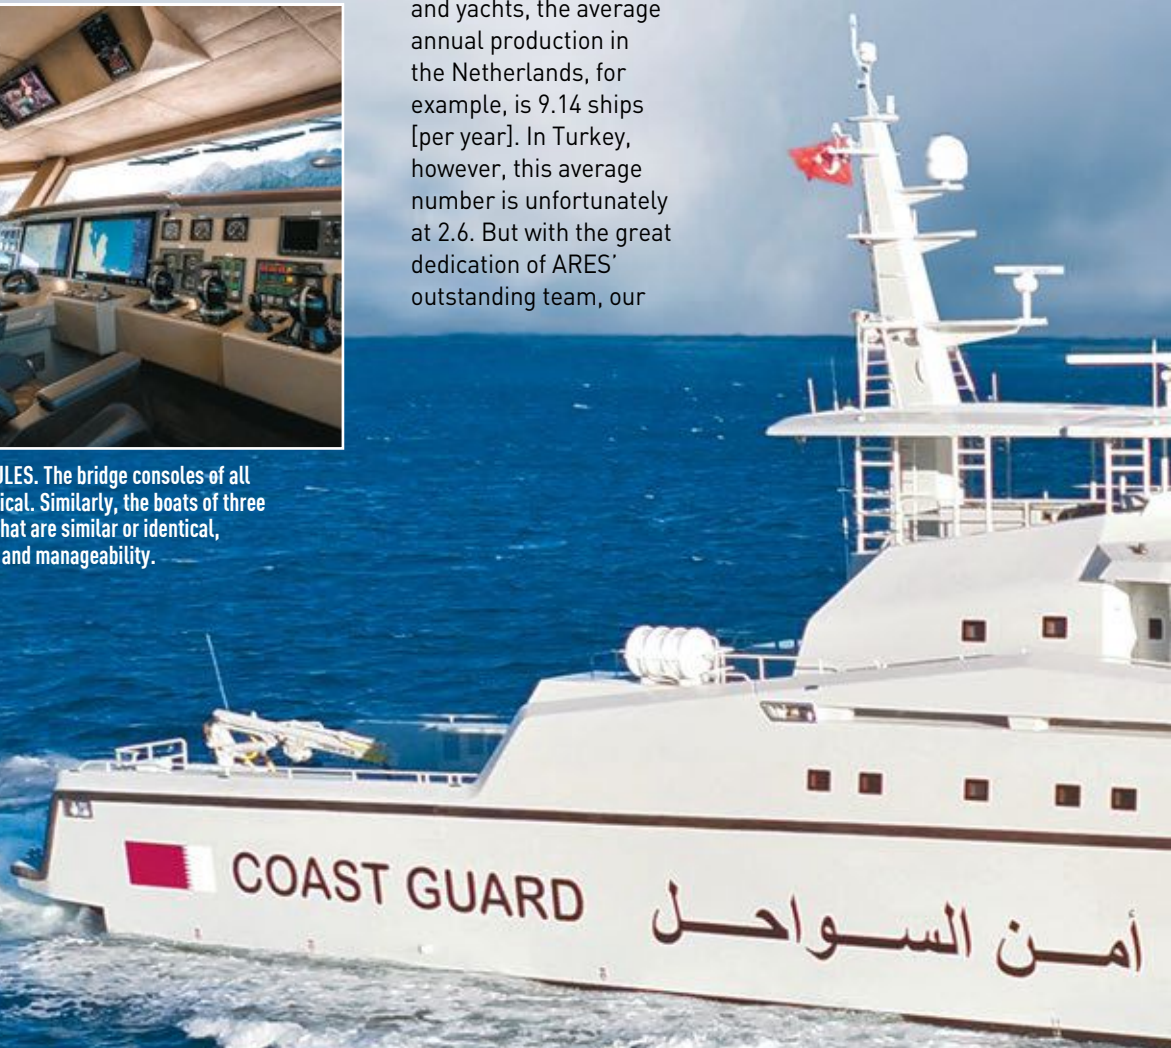 and yachts, the average
annual production in
the Netherlands, for
example, is 9.14 ships
[per year]. In Turkey,
however, this average
number is unfortunately
at 2.6. But with the great
dedication of ARES’
outstanding team, our
ULES. The bridge consoles of all
ical. Similarly, the boats of three
hat are similar or identical,
and manageability.
COAST GUARD أمن السواحل